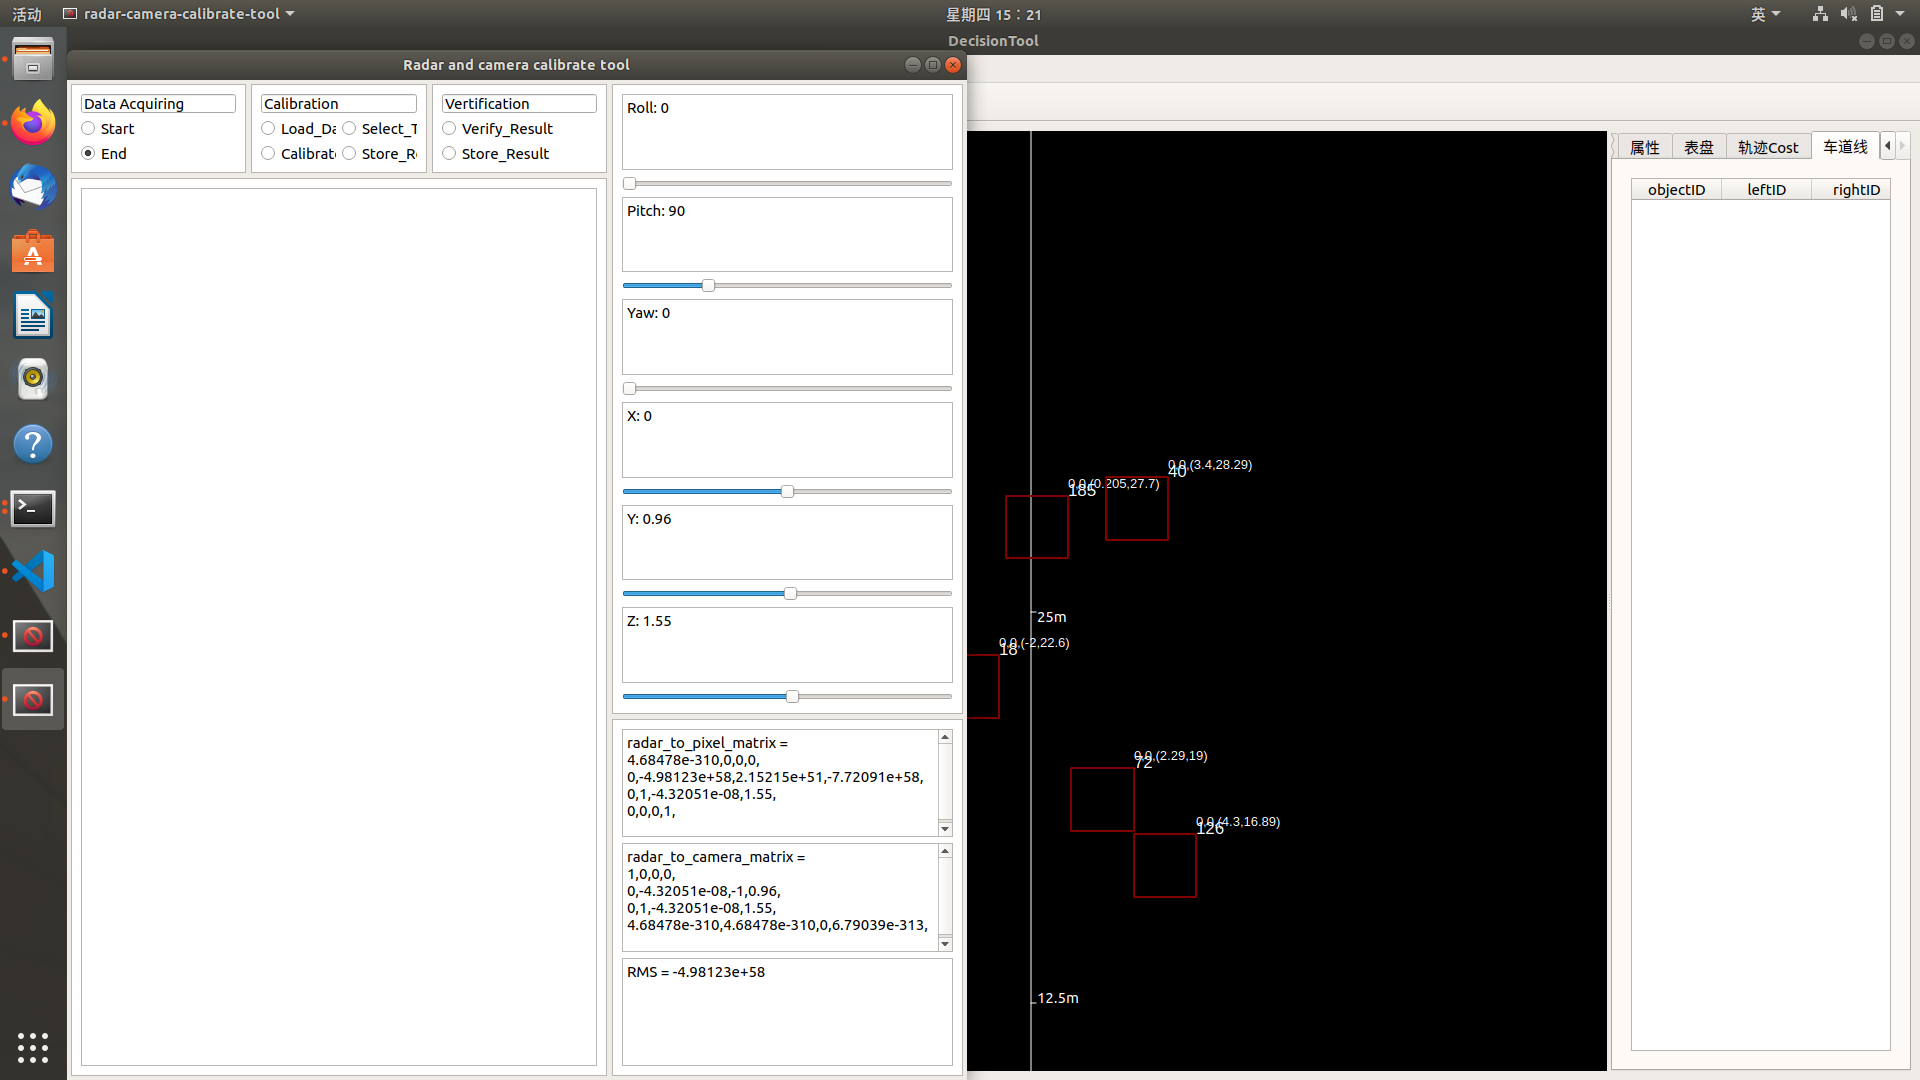 活动
radar-camera-calibrate-tool
星期四 15：21
英
DecisionTool
Radar and camera calibrate tool
Data Acquiring
Start
End
Calibration
Load_Da
Select_T
Calibrat
Store_R
Vertification
Verify_Result
Store_Result
Roll: 0
Pitch: 90
Yaw: 0
X: 0
Y: 0.96
Z: 1.55
radar_to_pixel_matrix =
4.68478e-310,0,0,0,
0,-4.98123e+58,2.15215e+51,-7.72091e+58,
0,1,-4.32051e-08,1.55,
0,0,0,1,
radar_to_camera_matrix =
1,0,0,0,
0,-4.32051e-08,-1,0.96,
0,1,-4.32051e-08,1.55,
4.68478e-310,4.68478e-310,0,6.79039e-313,
RMS = -4.98123e+58
0,0,(3.4,28.29)
40
0,0,(0.205,27.7)
185
25m
0,0,(-2,22.6)
18
0,0,(2.29,19)
72
0,0,(4.3,16.89)
126
12.5m
属性
表盘
轨迹Cost
车道线
objectID
leftID
rightID